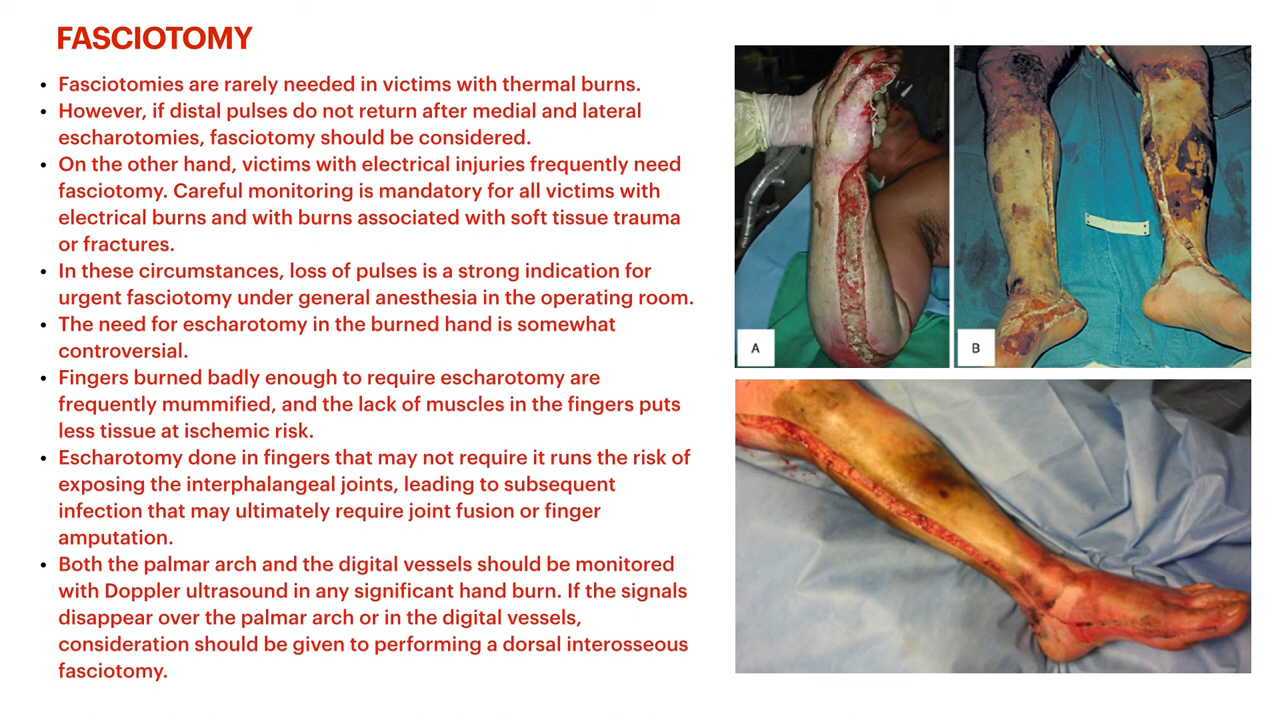 FASCIOTOMY
• Fasciotomies are rarely needed in victims with thermal burns.
• However, if distal pulses do not return after medial and lateral
escharotomies, fasciotomy should be considered.
• On the other hand, victims with electrical injuries frequently need
fasciotomy. Careful monitoring is mandatory for all victims with
electrical burns and with burns associated with soft tissue trauma
or fractures.
• In these circumstances, loss of pulses is a strong indication for
urgent fasciotomy under general anesthesia in the operating room.
• The need for escharotomy in the burned hand is somewhat
controversial.
• Fingers burned badly enough to require escharotomy are
frequently mummified, and the lack of muscles in the fingers puts
less tissue at ischemic risk.
• Escharotomy done in fingers that may not require it runs the risk of
exposing the interphalangeal joints, leading to subsequent
infection that may ultimately require joint fusion or finger
amputation.
• Both the palmar arch and the digital vessels should be monitored
with Doppler ultrasound in any significant hand burn. If the signals
disappear over the palmar arch or in the digital vessels,
consideration should be given to performing a dorsal interosseous
fasciotomy.
A
B